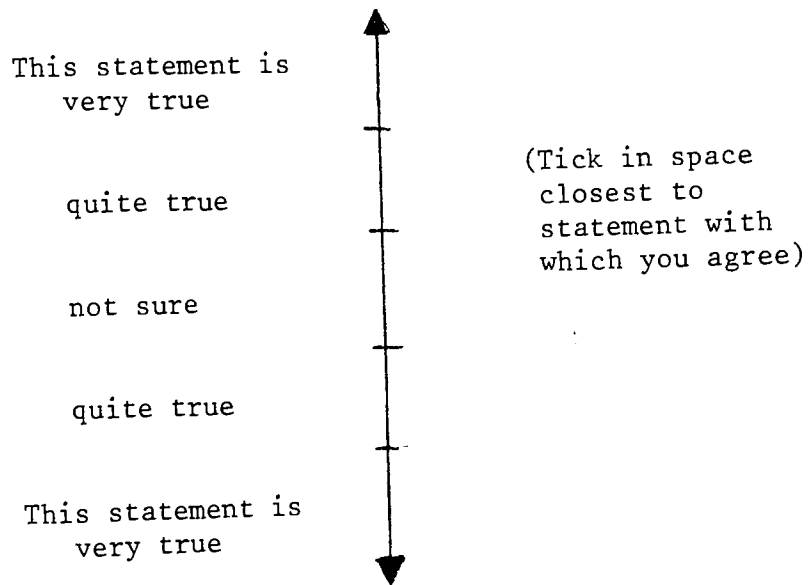 This statement is
very true
quite true
(Tick in space
closest to
statement with
which you agree)
not sure
quite true
This statement is
very true